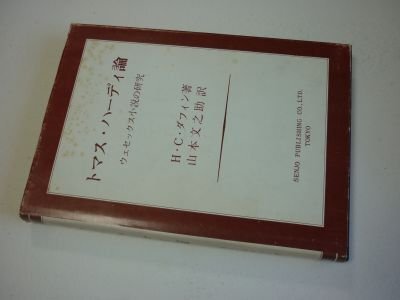 トマス・ハーディ論
ウェセックス小説の研究
H・C・ダフィン著
山本文之助訳
SENJO PUBLISHING CO., LTD.
TOKYO